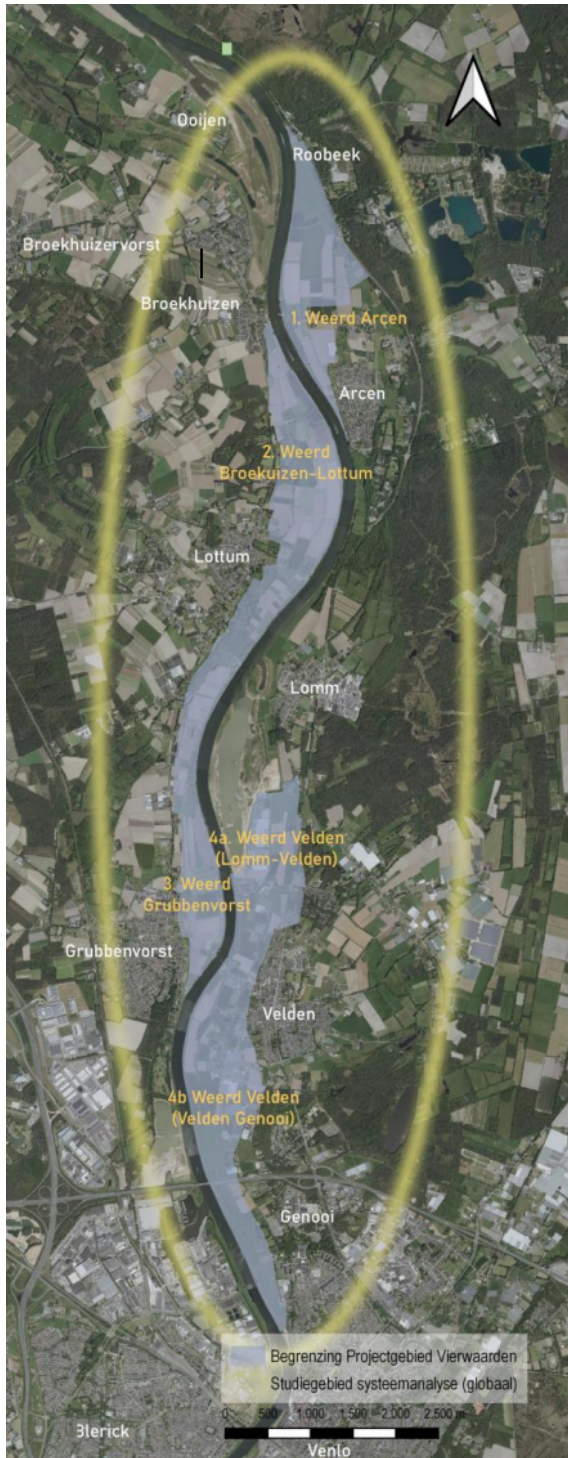 Ooijen
Roobeek
Broekhuizervorst
Broekhuizen
1. Weerd Arcen
Arcen
2. Weerd
Broekuizen-Lottum
Lottum
Lomm
4a. Weerd Velden
(Lomm-Velden)
3. Weerd
Grubbenvorst
Grubbenvorst
Velden
4b Weerd Velden
(Velden Genooi)
Genooi
Begrenzing Projectgebied Vierwaarden
Studiegebied systeemanalyse (globaal)
0 500 1.000 1.500 2.000 2.500 m
Blerick
Venlo